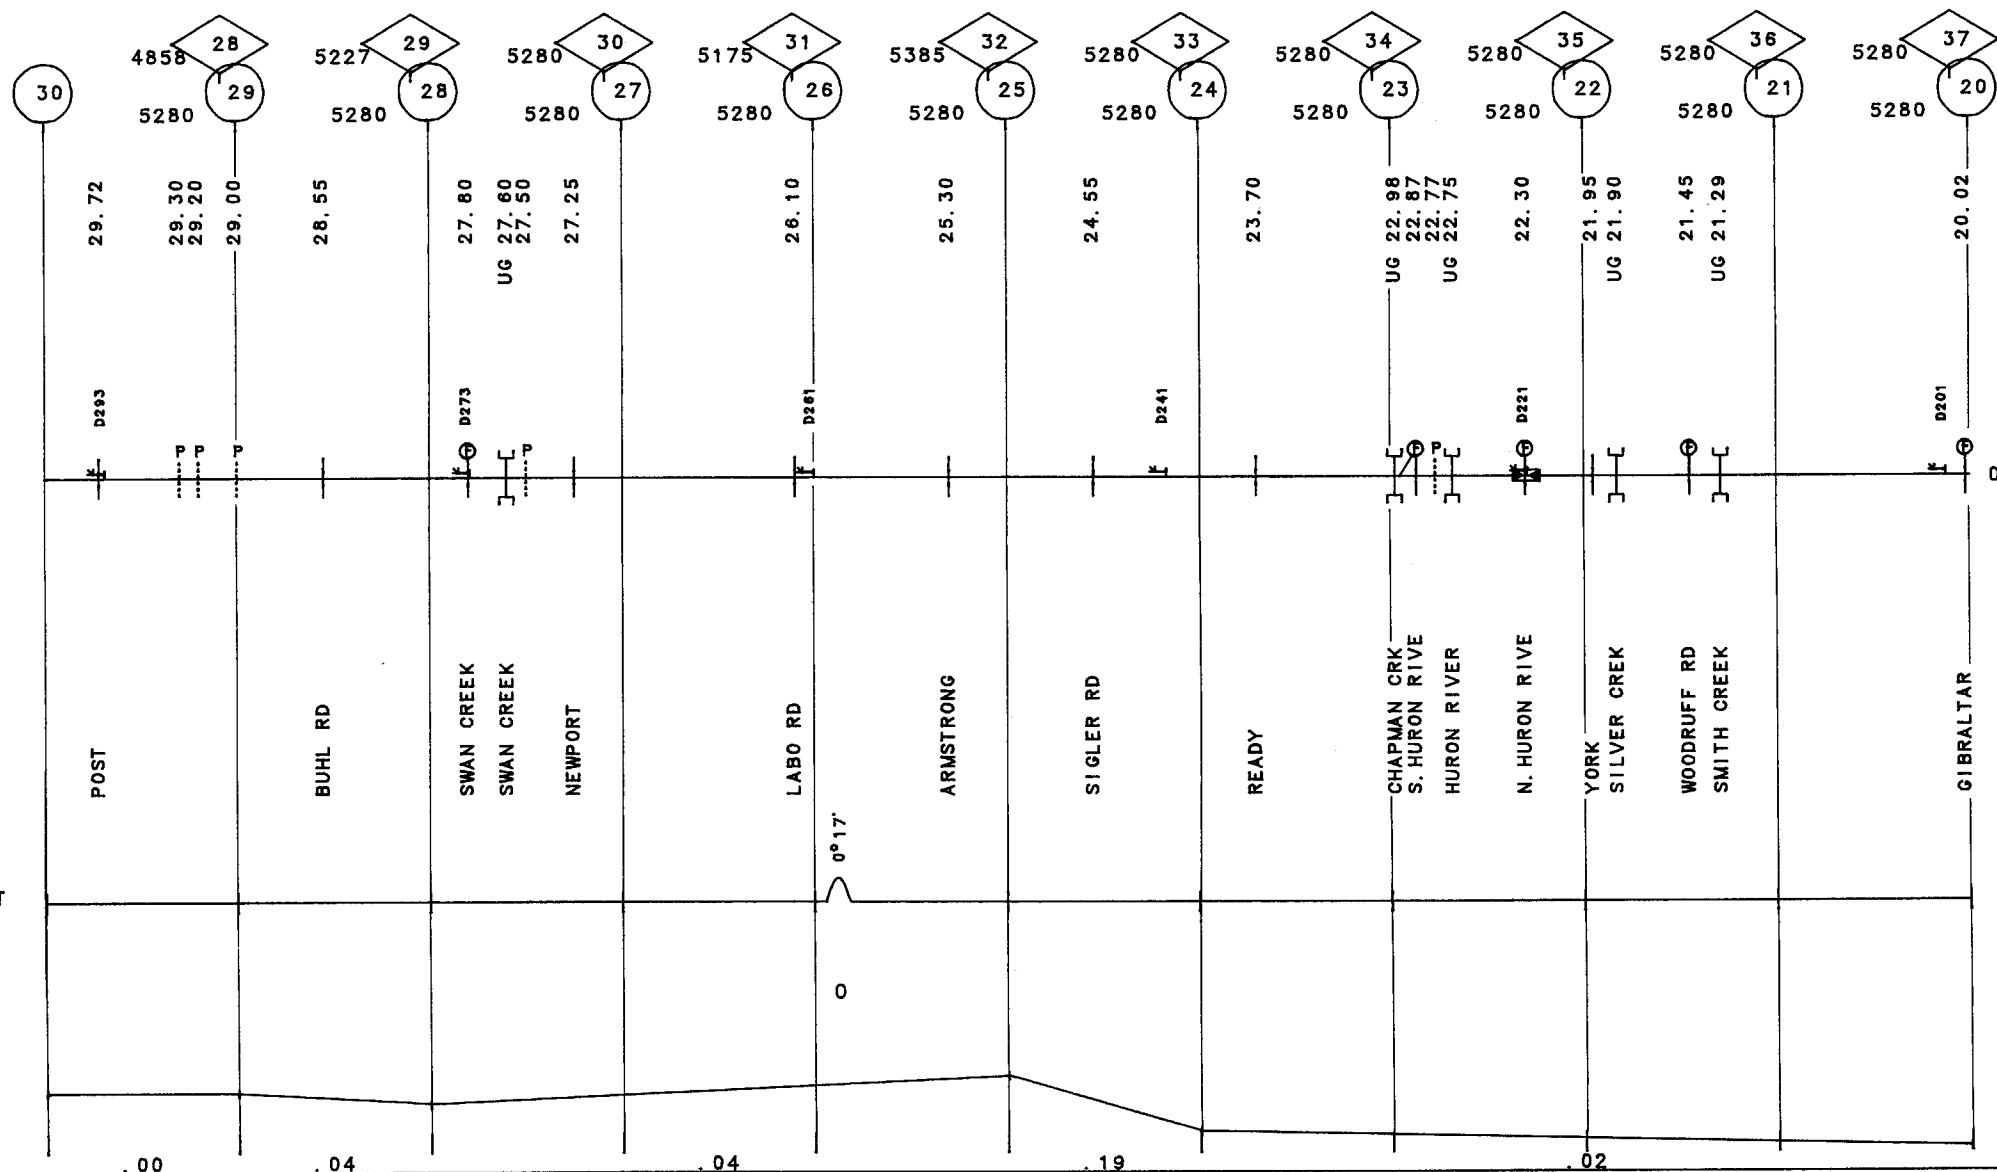 28 29 30 31 32 33 34 35 36 37
4858 5227 5280 5175 5385 5280 5280 5280 5280 5280
30 29 28 27 26 25 24 23 22 21 20
5280 5280 5280 5280 5280 5280 5280 5280 5280 5280
29.72
29.30
29.20
29.00
28.55
27.80
UG 27.60
27.50
27.25
26.10
25.30
24.55
23.70
UG 22.98
22.87
22.77
UG 22.75
22.30
21.95
UG 21.90
21.45
UG 21.29
20.02
D293
D273
D261
D241
D221
D201
P P P P P
POST
BUHL RD
SWAN CREEK
SWAN CREEK
NEWPORT
LABO RD
ARMSTRONG
SIGLER RD
READY
CHAPMAN CRK
S. HURON RIVE
HURON RIVER
N. HURON RIVE
YORK
SILVER CREK
WOODRUFF RD
SMITH CREEK
GIBRALTAR
0°17'
0
.00 .04 .04 .19 .02